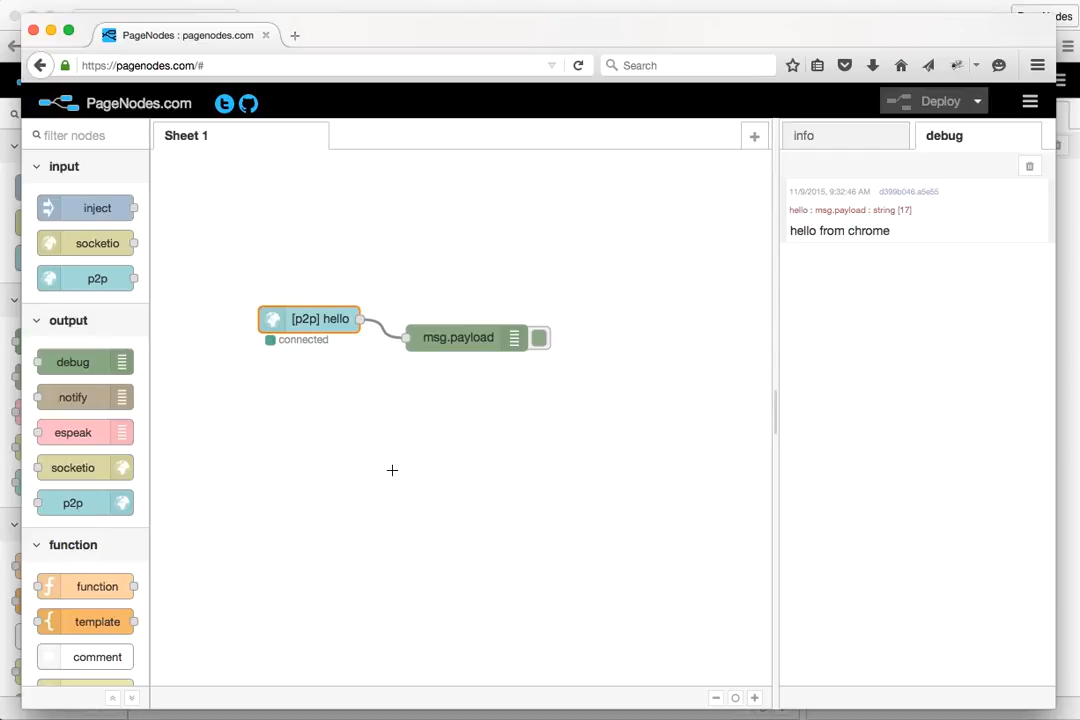 PageNodes : pagenodes.com
https://pagenodes.com/#
Search
PageNodes.com
Deploy
filter nodes
Sheet 1
info
debug
input
inject
socketio
p2p
output
debug
notify
espeak
socketio
p2p
function
function
template
comment
[p2p] hello
connected
msg.payload
11/9/2015, 9:32:46 AM d399b046.a5e55
hello : msg.payload : string [17]
hello from chrome